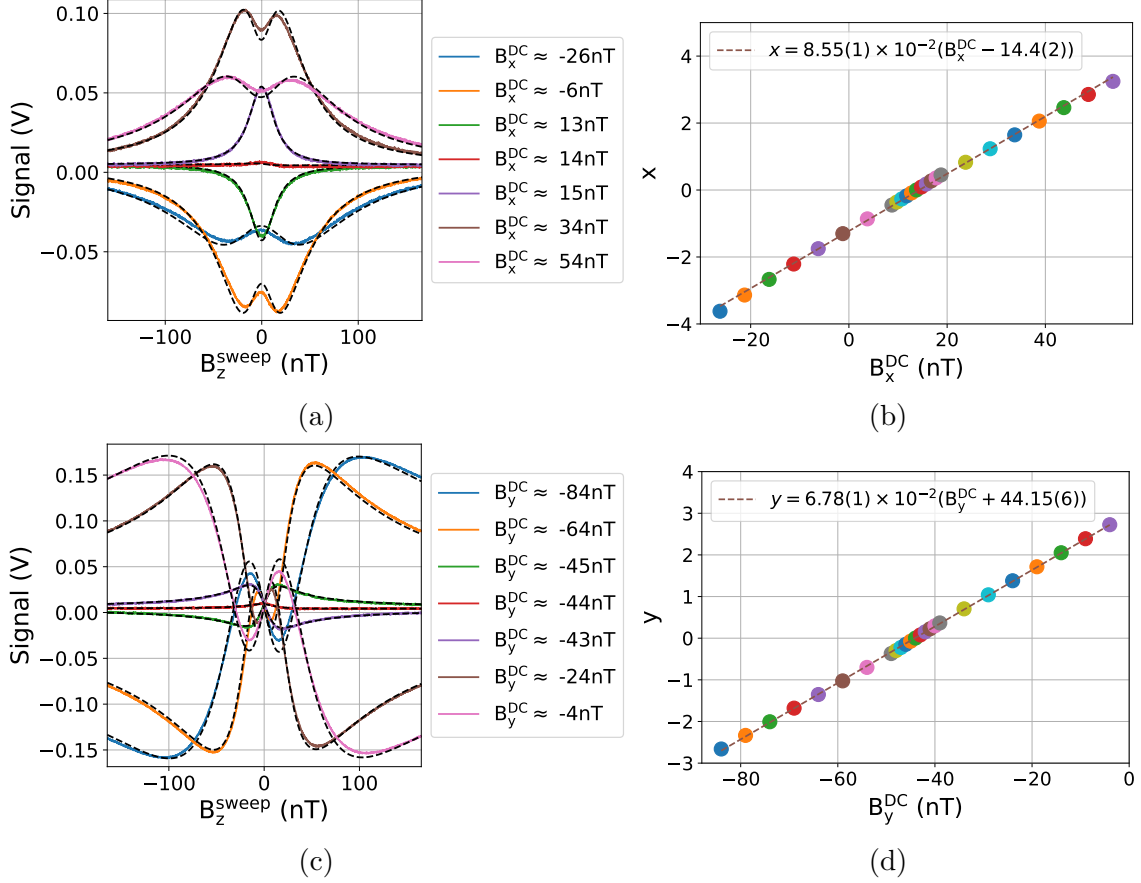 0.10
0.05
0.00
−0.05
Signal (V)
−100
0
100
B_z^sweep (nT)
B_x^DC ≈ -26nT
B_x^DC ≈ -6nT
B_x^DC ≈ 13nT
B_x^DC ≈ 14nT
B_x^DC ≈ 15nT
B_x^DC ≈ 34nT
B_x^DC ≈ 54nT
(a)
x = 8.55(1) × 10⁻²(B_x^DC − 14.4(2))
4
2
0
−2
−4
x
−20
0
20
40
B_x^DC (nT)
(b)
0.15
0.10
0.05
0.00
−0.05
−0.10
−0.15
Signal (V)
−100
0
100
B_z^sweep (nT)
B_y^DC ≈ -84nT
B_y^DC ≈ -64nT
B_y^DC ≈ -45nT
B_y^DC ≈ -44nT
B_y^DC ≈ -43nT
B_y^DC ≈ -24nT
B_y^DC ≈ -4nT
(c)
y = 6.78(1) × 10⁻²(B_y^DC + 44.15(6))
4
3
2
1
0
−1
−2
−3
y
−80
−60
−40
−20
0
B_y^DC (nT)
(d)